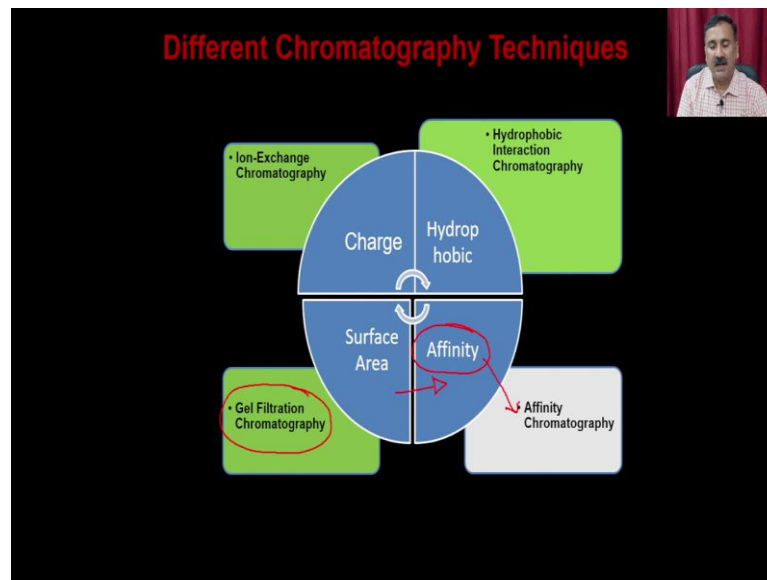 Different Chromatography Techniques
• Ion-Exchange
Chromatography
• Hydrophobic
Interaction
Chromatography
Charge
Hydrop
hobic
Surface
Area
Affinity
• Gel Filtration
Chromatography
• Affinity
Chromatography